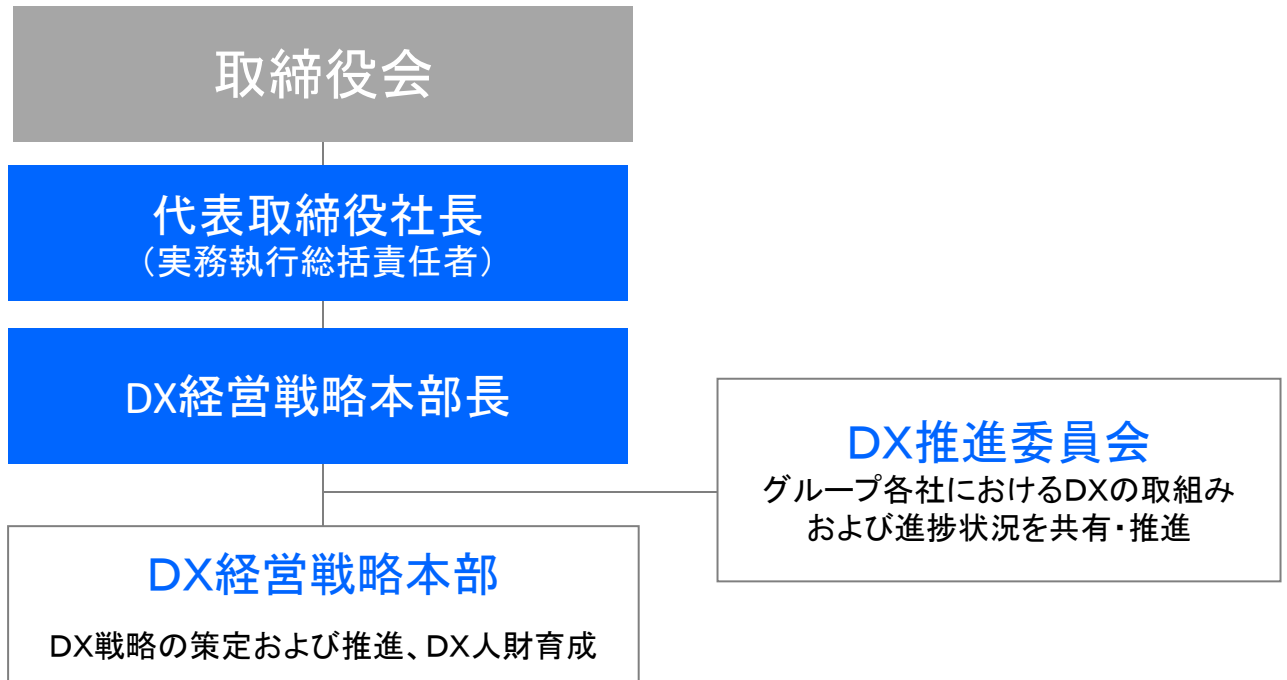 取締役会
代表取締役社長
（実務執行総括責任者）
DX経営戦略本部長
DX推進委員会
グループ各社におけるDXの取組み
および進捗状況を共有・推進
DX経営戦略本部
DX戦略の策定および推進、DX人財育成